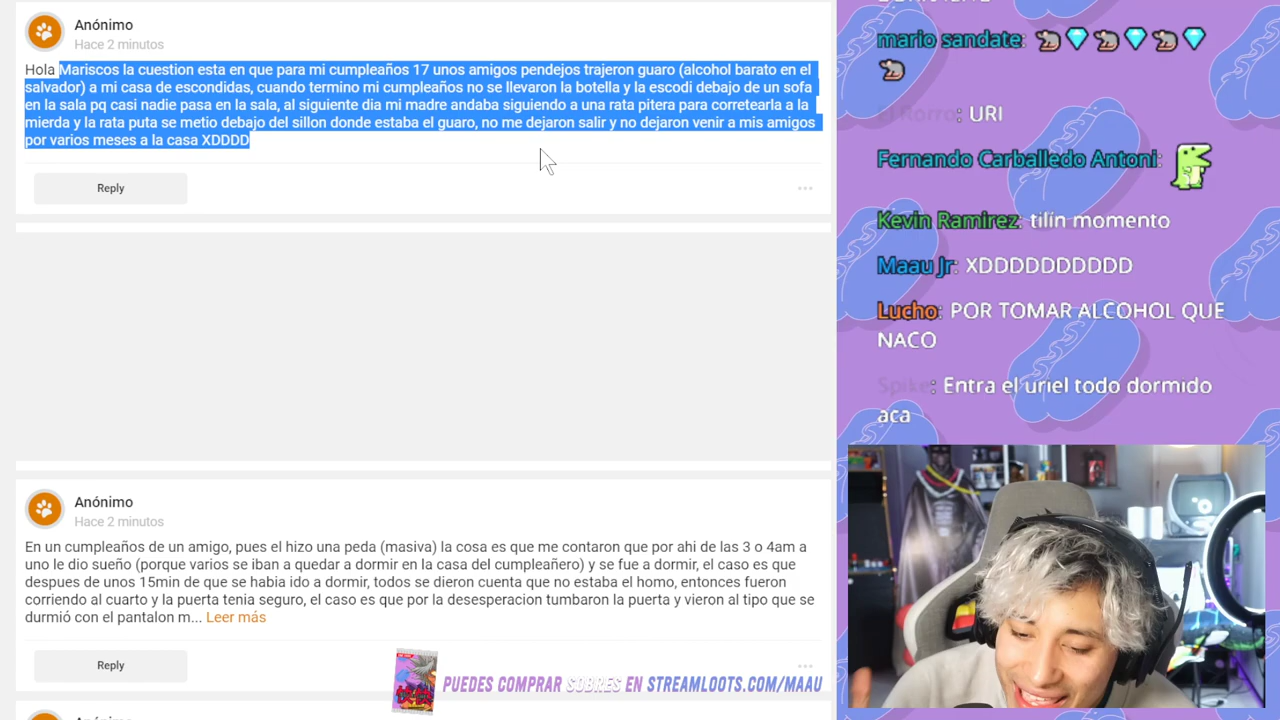 Anónimo
Hace 2 minutos
Hola Mariscos la cuestion esta en que para mi cumpleaños 17 unos amigos pendejos trajeron guaro (alcohol barato en el
salvador) a mi casa de escondidas, cuando termino mi cumpleaños no se llevaron la botella y la escodi debajo de un sofa
en la sala pq casi nadie pasa en la sala, al siguiente dia mi madre andaba siguiendo a una rata pitera para corretearla a la
mierda y la rata puta se metio debajo del sillon donde estaba el guaro, no me dejaron salir y no dejaron venir a mis amigos
por varios meses a la casa XDDDD
Reply
Anónimo
Hace 2 minutos
En un cumpleaños de un amigo, pues el hizo una peda (masiva) la cosa es que me contaron que por ahi de las 3 o 4am a
uno le dio sueño (porque varios se iban a quedar a dormir en la casa del cumpleañero) y se fue a dormir, el caso es que
despues de unos 15min de que se habia ido a dormir, todos se dieron cuenta que no estaba el homo, entonces fueron
corriendo al cuarto y la puerta tenia seguro, el caso es que por la desesperacion tumbaron la puerta y vieron al tipo que se
durmió con el pantalon m... Leer más
Reply
PUEDES COMPRAR SOBRES EN STREAMLOOTS.COM/MAAU
mario sandate:
: URI
Fernando Carballedo Antoni:
Kevin Ramirez: tilín momento
Maau Jr: XDDDDDDDDDD
Lucho: POR TOMAR ALCOHOL QUE
NACO
Spike: Entra el uriel todo dormido
aca